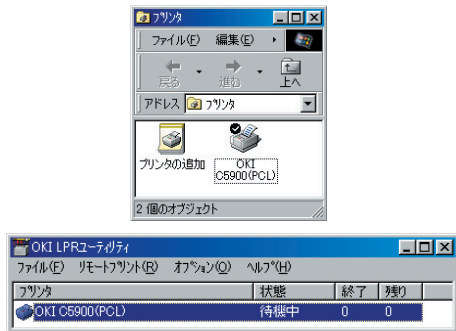 プリンタ
ファイル(F) 編集(E)
戻る 進む 上へ
アドレス プリンタ
プリンタの追加 OKI
C5900(PCL)
2 個のオブジェクト
OKI LPRユーティリティ
ファイル(F) リモートプリント(R) オプション(O) ヘルプ(H)
プリンタ 状態 終了 残り
OKI C5900(PCL) 待機中 0 0